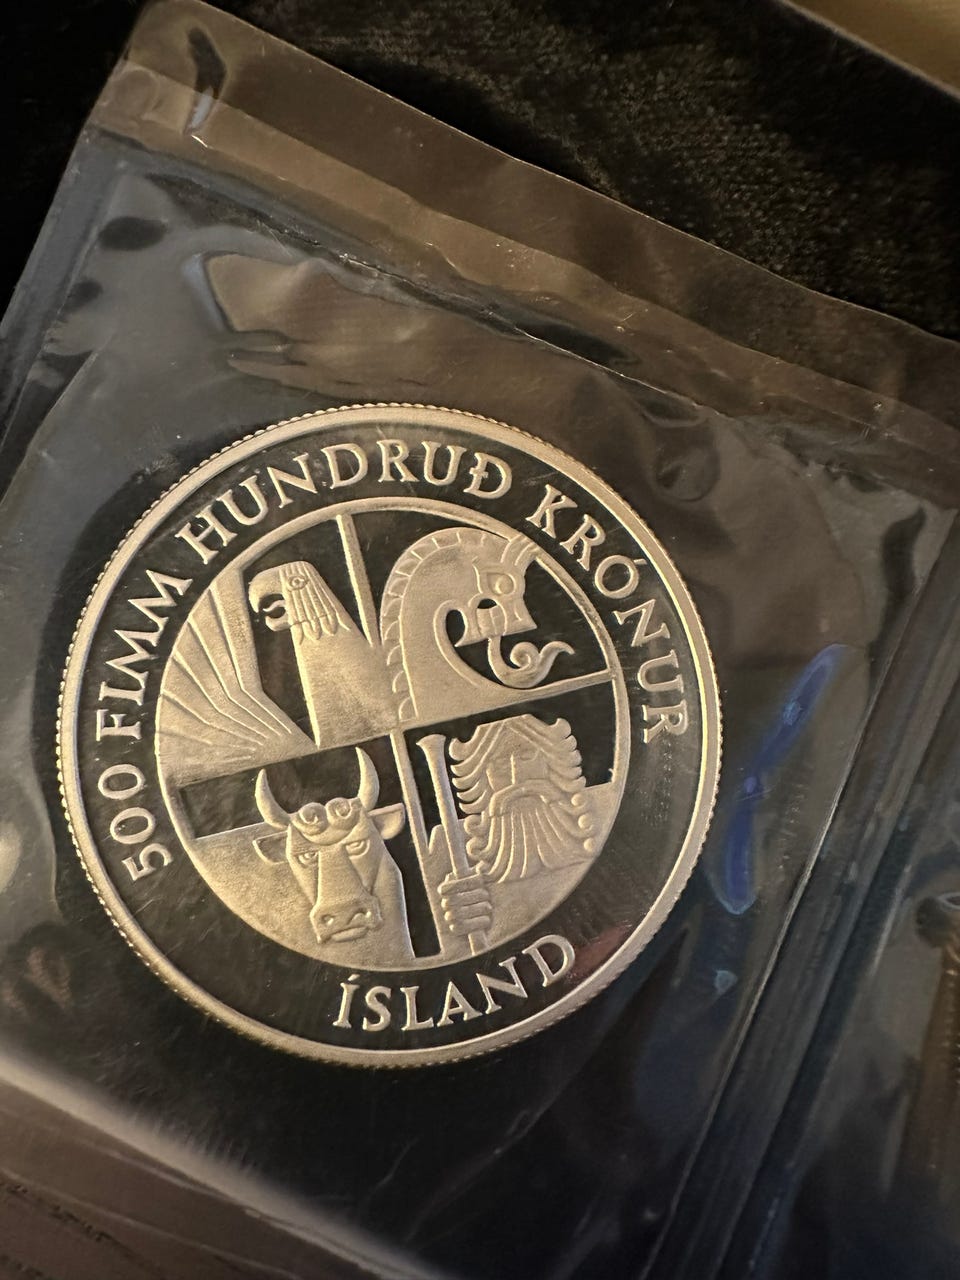 500 FIMM HUNDRUÐ KRÓNUR
ÍSLAND